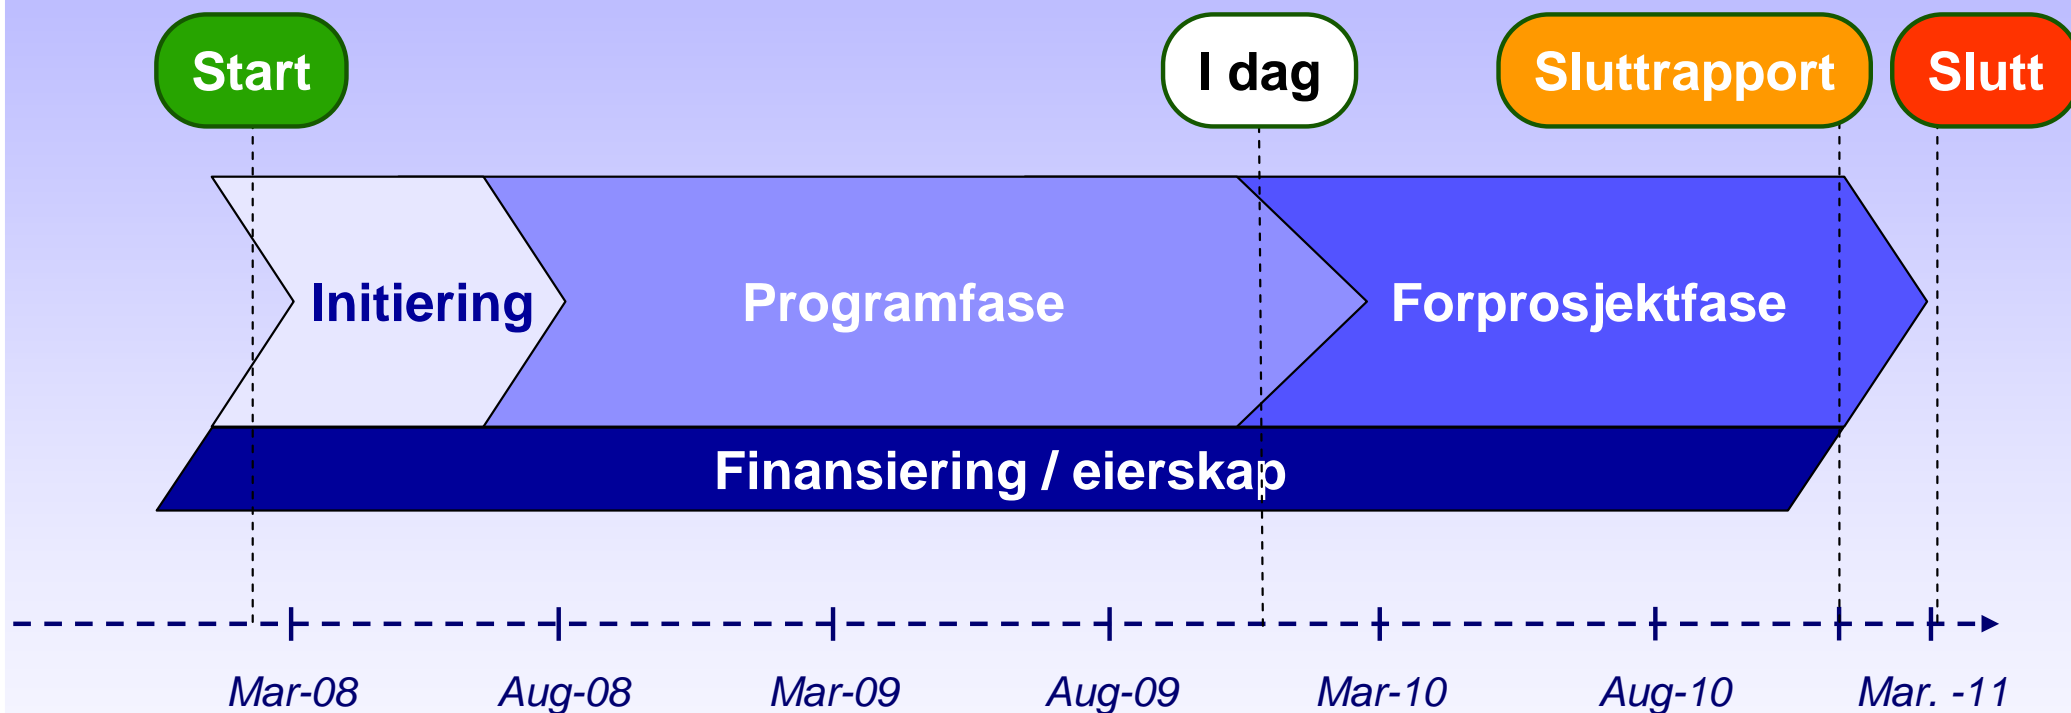 Start
I dag
Sluttrapport
Slutt
Initiering
Programfase
Forprosjektfase
Finansiering / eierskap
Mar-08
Aug-08
Mar-09
Aug-09
Mar-10
Aug-10
Mar. -11